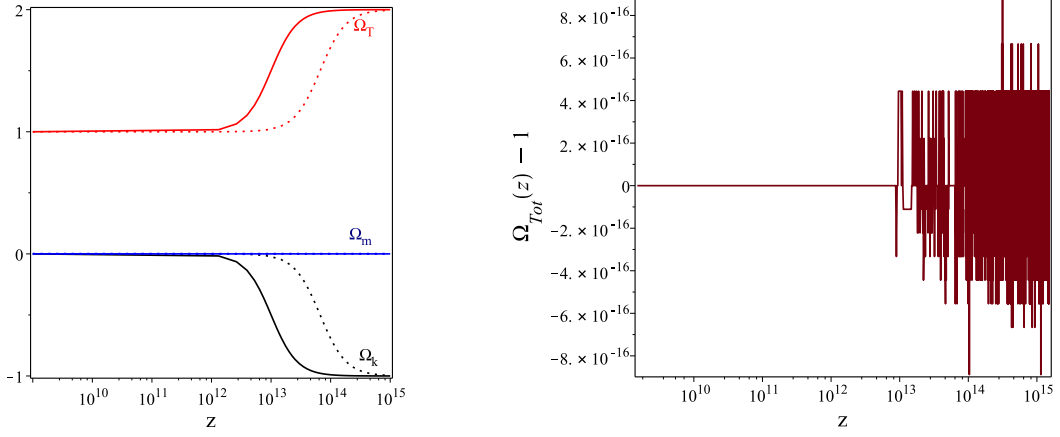 2
Ω_T
1
Ω_m
0
Ω_k
−1
10^10 10^11 10^12 10^13 10^14 10^15
z
8. × 10^−16
6. × 10^−16
4. × 10^−16
2. × 10^−16
0
−2. × 10^−16
−4. × 10^−16
−6. × 10^−16
−8. × 10^−16
Ω_Tot(z) − 1
10^10 10^11 10^12 10^13 10^14 10^15
z